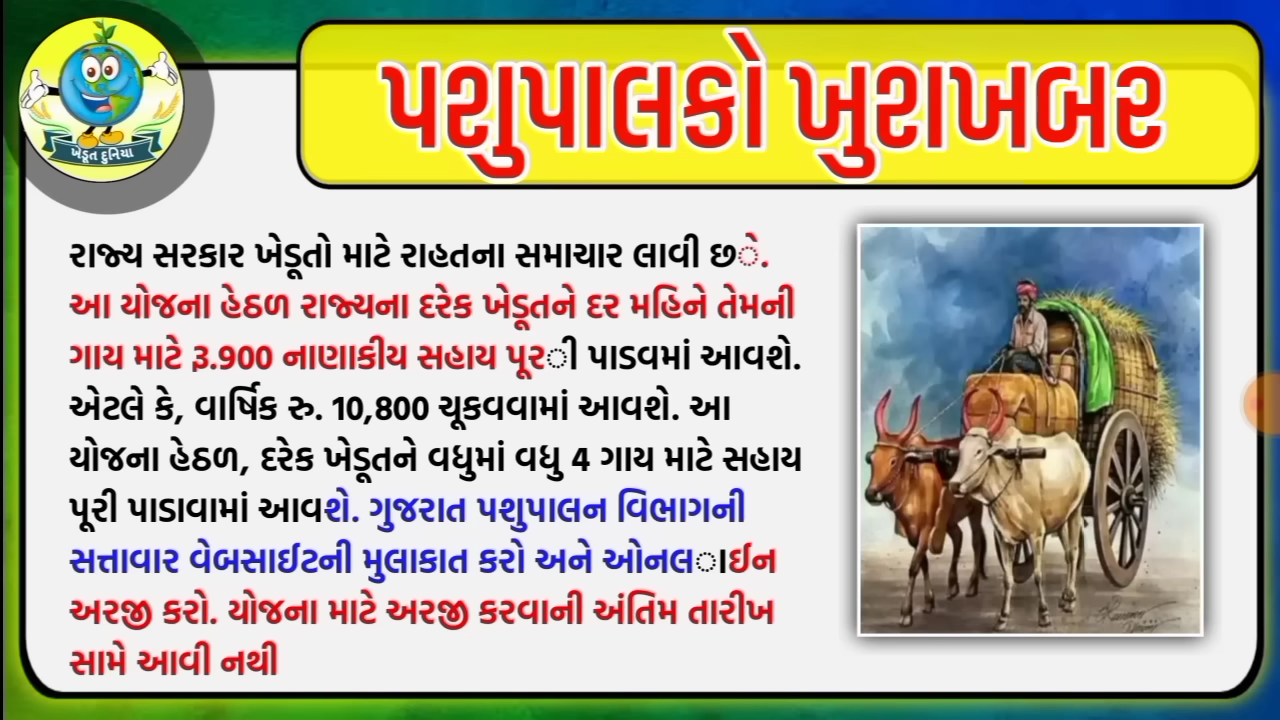 ખેડૂત દુનિયા
પશુપાલકો ખુશખબર
રાજ્ય સરકાર ખેડૂતો માટે રાહતના સમાચાર લાવી છે.
આ યોજના હેઠળ રાજ્યના દરેક ખેડૂતને દર મહિને તેમની
ગાય માટે રૂ.900 નાણાકીય સહાય પૂરી પાડવમાં આવશે.
એટલે કે, વાર્ષિક રુ. 10,800 ચૂકવવામાં આવશે. આ
યોજના હેઠળ, દરેક ખેડૂતને વધુમાં વધુ 4 ગાય માટે સહાય
પૂરી પાડાવામાં આવશે. ગુજરાત પશુપાલન વિભાગની
સત્તાવાર વેબસાઈટની મુલાકાત કરો અને ઓનલાઈન
અરજી કરો. યોજના માટે અરજી કરવાની અંતિમ તારીખ
સામે આવી નથી